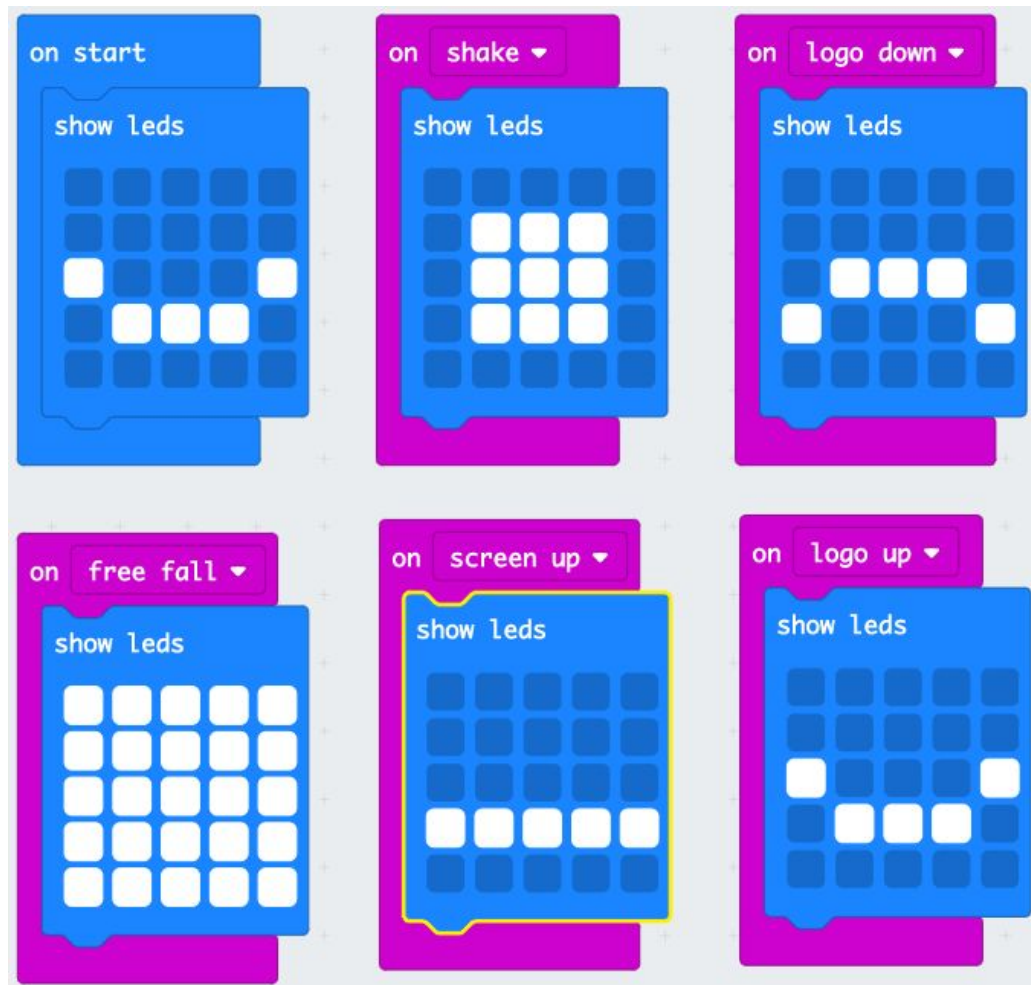 on start
show leds
on shake
show leds
on logo down
show leds
on free fall
show leds
on screen up
show leds
on logo up
show leds